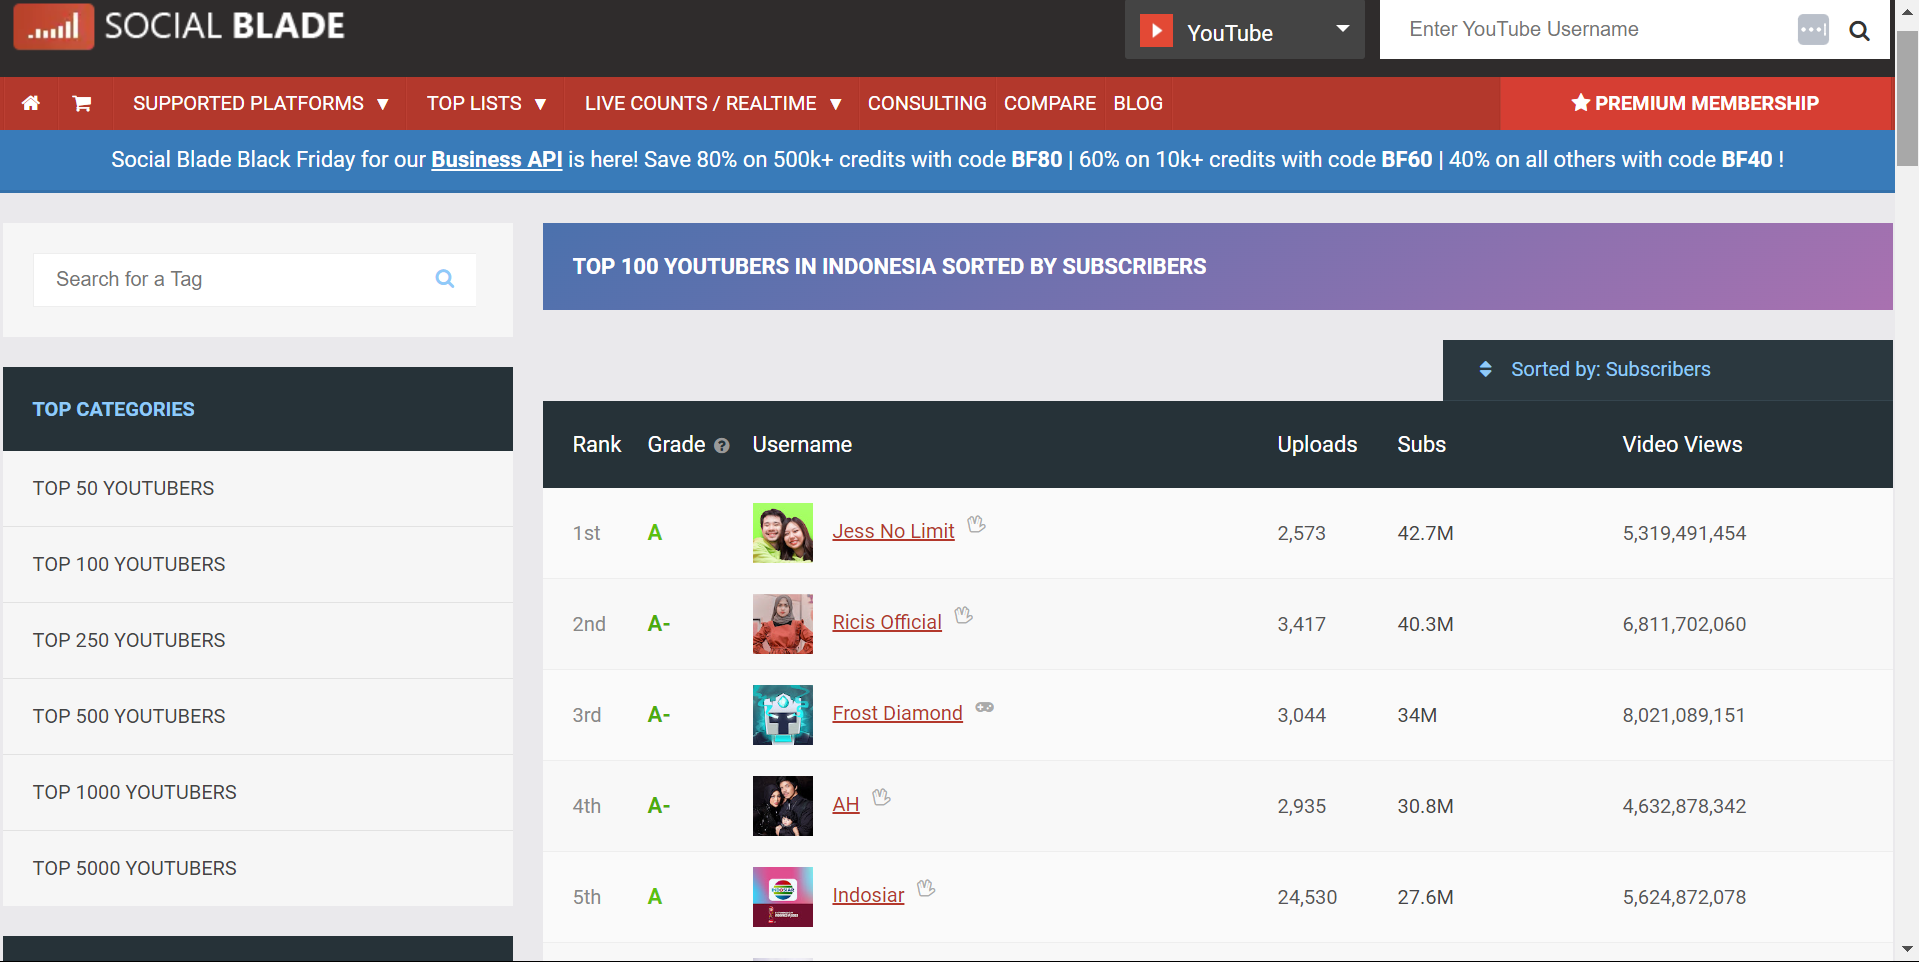 SOCIAL BLADE
YouTube
Enter YouTube Username
SUPPORTED PLATFORMS ▼
TOP LISTS ▼
LIVE COUNTS / REALTIME ▼
CONSULTING
COMPARE
BLOG
PREMIUM MEMBERSHIP
Social Blade Black Friday for our Business API is here! Save 80% on 500k+ credits with code BF80 | 60% on 10k+ credits with code BF60 | 40% on all others with code BF40 !
Search for a Tag
TOP CATEGORIES
TOP 50 YOUTUBERS
TOP 100 YOUTUBERS
TOP 250 YOUTUBERS
TOP 500 YOUTUBERS
TOP 1000 YOUTUBERS
TOP 5000 YOUTUBERS
TOP 100 YOUTUBERS IN INDONESIA SORTED BY SUBSCRIBERS
Sorted by: Subscribers
Rank Grade ? Username Uploads Subs Video Views
1st A Jess No Limit 2,573 42.7M 5,319,491,454
2nd A- Ricis Official 3,417 40.3M 6,811,702,060
3rd A- Frost Diamond 3,044 34M 8,021,089,151
4th A- AH 2,935 30.8M 4,632,878,342
5th A Indosiar 24,530 27.6M 5,624,872,078